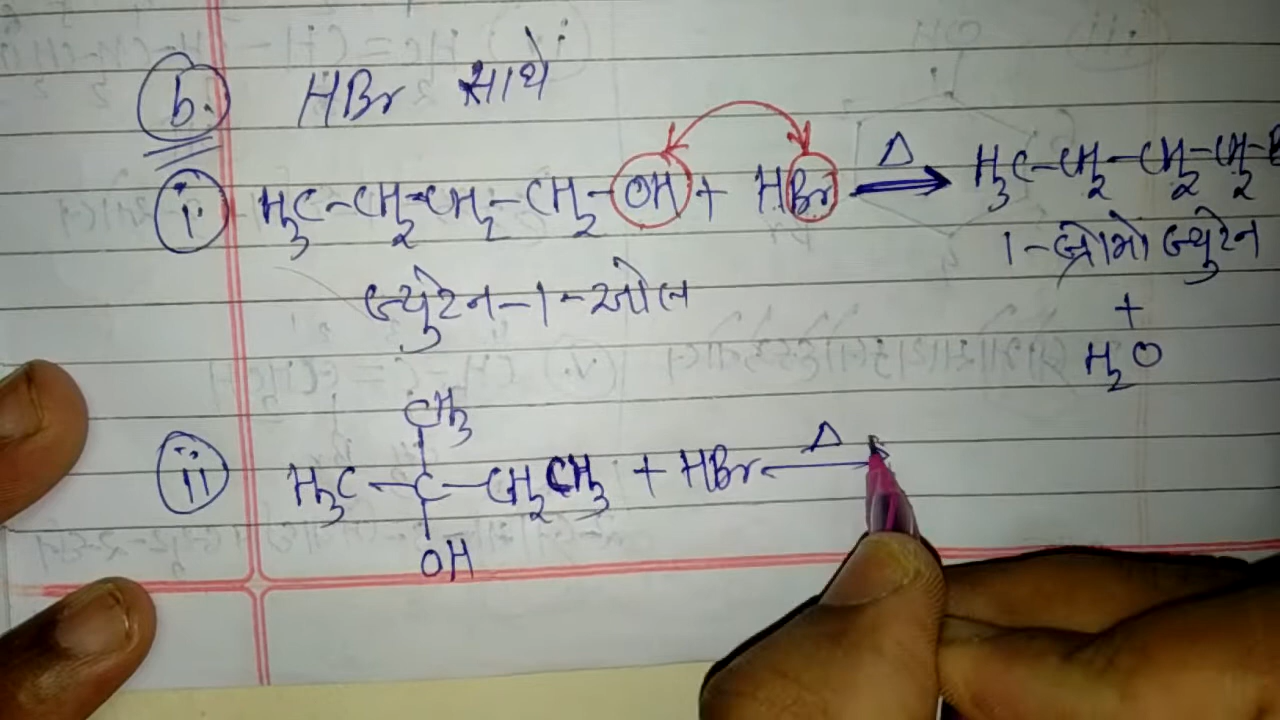 b. HBr સાથે
i H₃C-CH₂-CH₂-CH₂-OH + HBr Δ→ H₃C-CH₂-CH₂-CH₂-B
બ્યુટેન-1-ઓલ
1-બ્રોમો બ્યુટેન
+
H₂O
CH₃
ii H₃C-C-CH₂CH₃ + HBr Δ→
OH